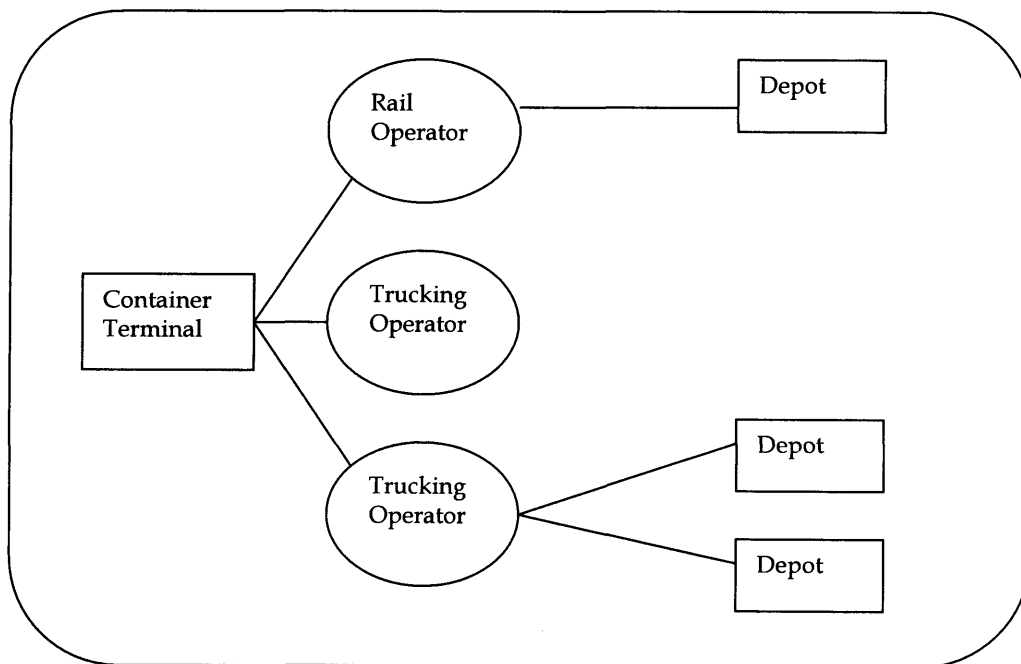 Rail
Operator
Depot
Container
Terminal
Trucking
Operator
Trucking
Operator
Depot
Depot